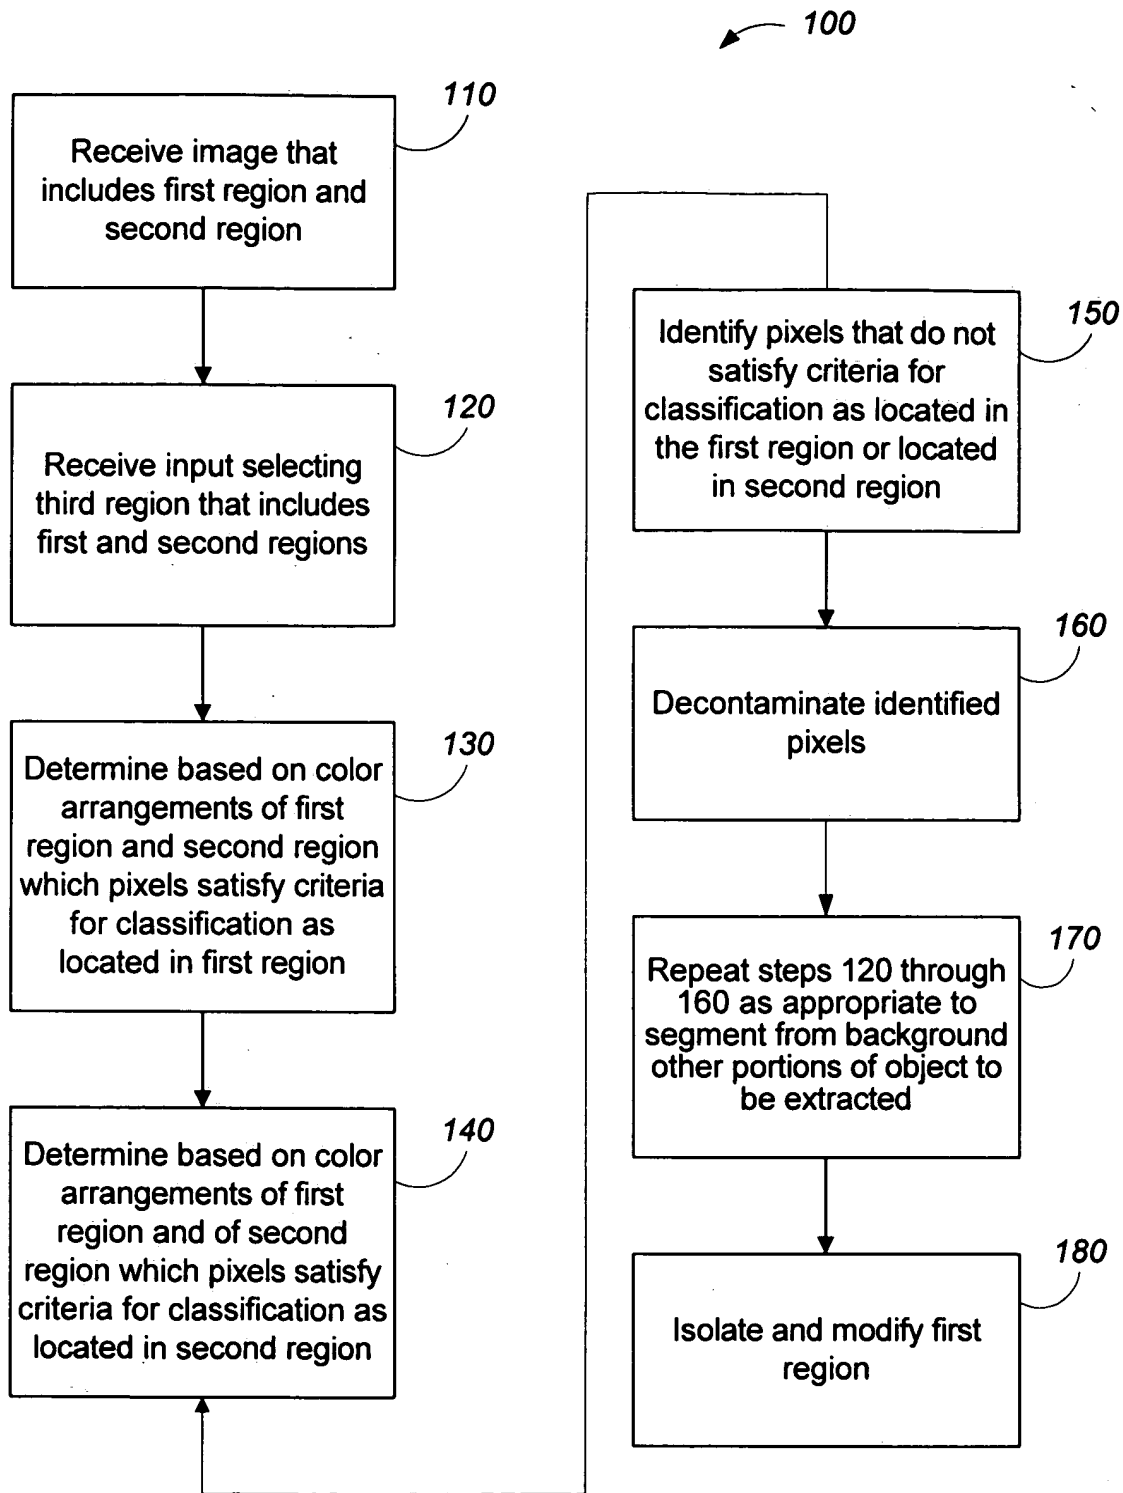 100
110
Receive image that
includes first region and
second region
120
Receive input selecting
third region that includes
first and second regions
130
Determine based on color
arrangements of first
region and second region
which pixels satisfy criteria
for classification as
located in first region
140
Determine based on color
arrangements of first
region and of second
region which pixels satisfy
criteria for classification as
located in second region
150
Identify pixels that do not
satisfy criteria for
classification as located in
the first region or located
in second region
160
Decontaminate identified
pixels
170
Repeat steps 120 through
160 as appropriate to
segment from background
other portions of object to
be extracted
180
Isolate and modify first
region